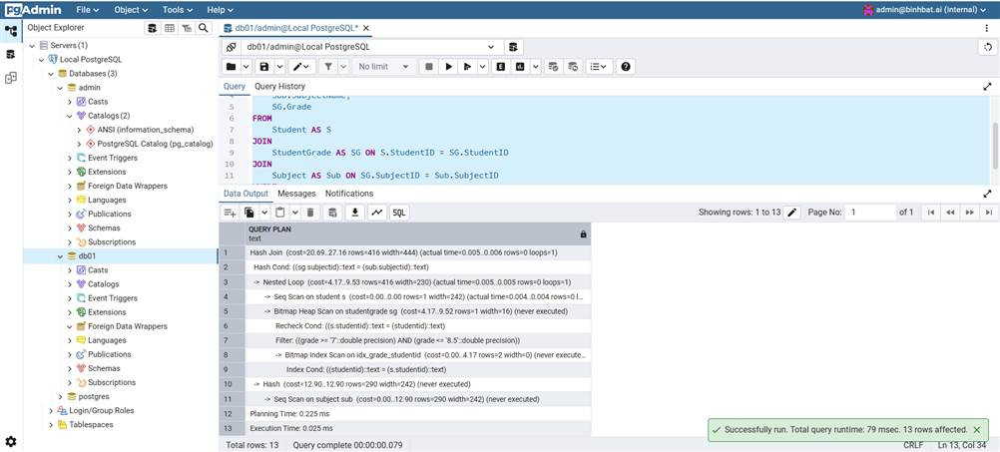 pgAdmin File Object Tools Help admin@binhbat.ai (internal)
Object Explorer
db01/admin@Local PostgreSQL*
Servers (1)
Local PostgreSQL
Databases (3)
admin
Casts
Catalogs (2)
ANSI (information_schema)
PostgreSQL Catalog (pg_catalog)
Event Triggers
Extensions
Foreign Data Wrappers
Languages
Publications
Schemas
Subscriptions
db01
Casts
Catalogs
Event Triggers
Extensions
Foreign Data Wrappers
Languages
Publications
Schemas
Subscriptions
postgres
Login/Group Roles
Tablespaces
db01/admin@Local PostgreSQL
No limit
Query Query History
4 Sub.SubjectName,
5 SG.Grade
6 FROM
7 Student AS S
8 JOIN
9 StudentGrade AS SG ON S.StudentID = SG.StudentID
10 JOIN
11 Subject AS Sub ON SG.SubjectID = Sub.SubjectID
Data Output Messages Notifications
SQL Showing rows: 1 to 13 Page No: 1 of 1
QUERY PLAN
text
1 Hash Join (cost=20.69..27.16 rows=416 width=444) (actual time=0.005..0.006 rows=0 loops=1)
2 Hash Cond: ((sg.subjectid)::text = (sub.subjectid)::text)
3 -> Nested Loop (cost=4.17..9.53 rows=416 width=230) (actual time=0.005..0.005 rows=0 loops=1)
4 -> Seq Scan on student s (cost=0.00..0.00 rows=1 width=242) (actual time=0.004..0.004 rows=0 l...
5 -> Bitmap Heap Scan on studentgrade sg (cost=4.17..9.52 rows=1 width=16) (never executed)
6 Recheck Cond: ((s.studentid)::text = (studentid)::text)
7 Filter: ((grade >= '7'::double precision) AND (grade <= '8.5'::double precision))
8 -> Bitmap Index Scan on idx_grade_studentid (cost=0.00..4.17 rows=2 width=0) (never execute...
9 Index Cond: ((studentid)::text = (s.studentid)::text)
10 -> Hash (cost=12.90..12.90 rows=290 width=242) (never executed)
11 -> Seq Scan on subject sub (cost=0.00..12.90 rows=290 width=242) (never executed)
12 Planning Time: 0.225 ms
13 Execution Time: 0.025 ms
Successfully run. Total query runtime: 79 msec. 13 rows affected.
Total rows: 13 Query complete 00:00:00.079 CRLF Ln 13, Col 34